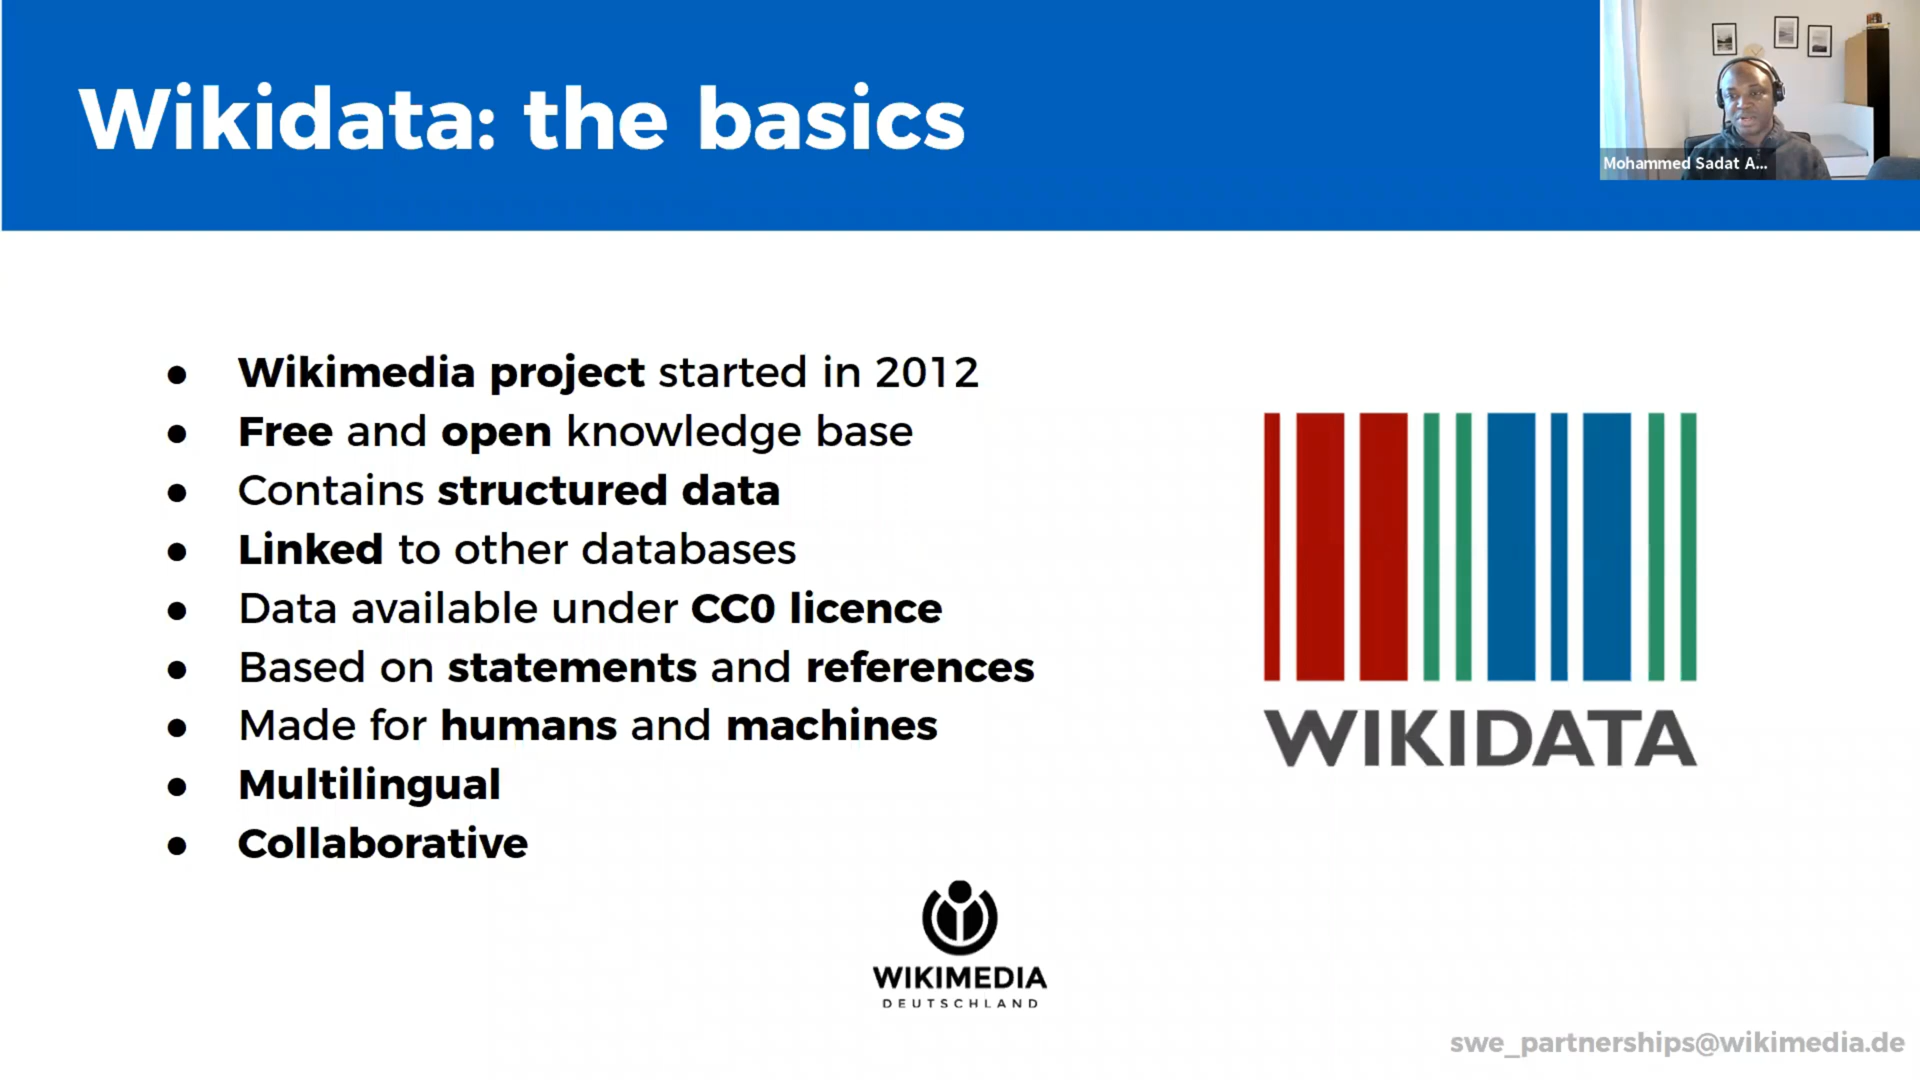 Wikidata: the basics
Mohammed Sadat A...
● Wikimedia project started in 2012
● Free and open knowledge base
● Contains structured data
● Linked to other databases
● Data available under CC0 licence
● Based on statements and references
● Made for humans and machines
● Multilingual
● Collaborative
WIKIDATA
WIKIMEDIA
DEUTSCHLAND
swe_partnerships@wikimedia.de